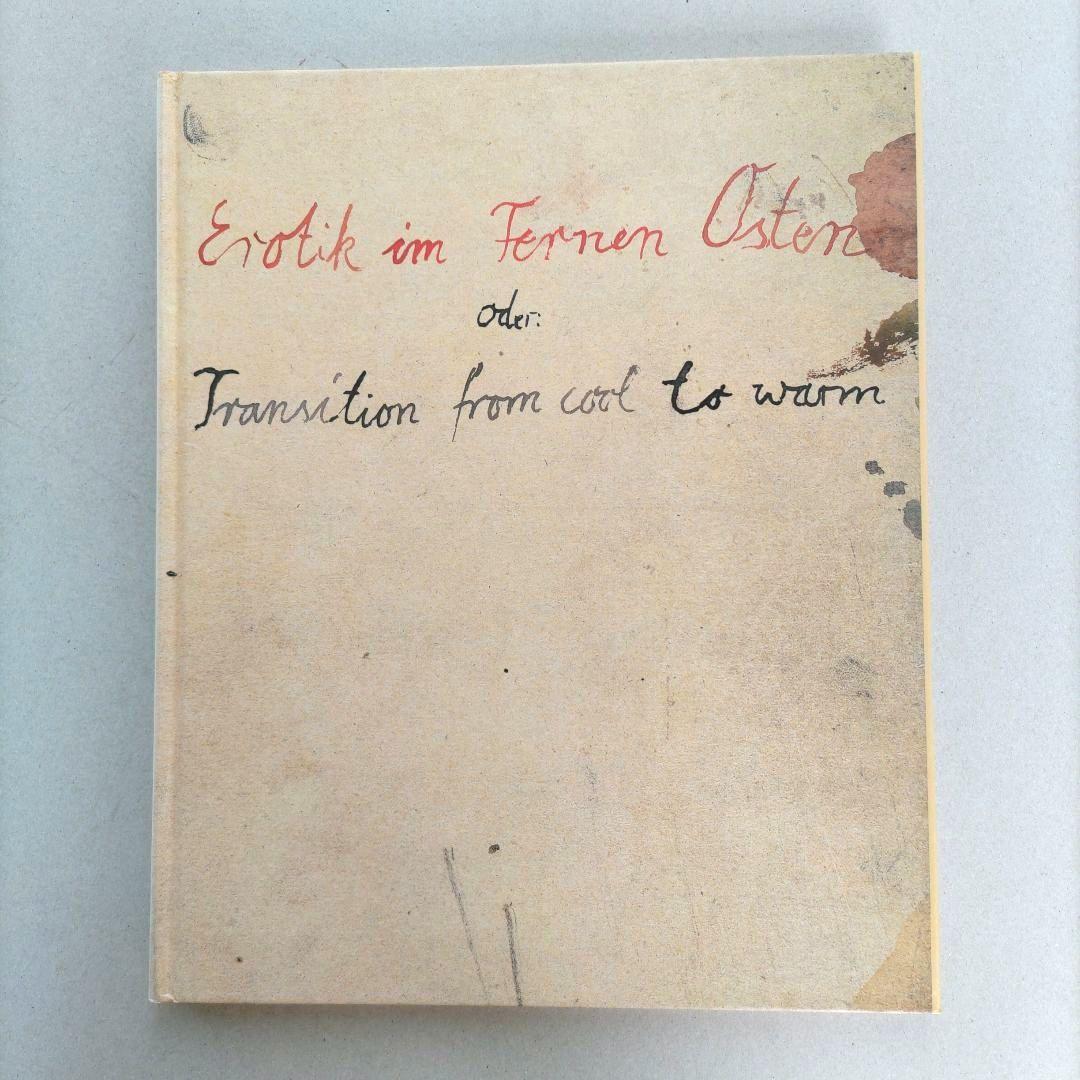 Erotik im Fernen Osten
oder:
Transition from cool to warm